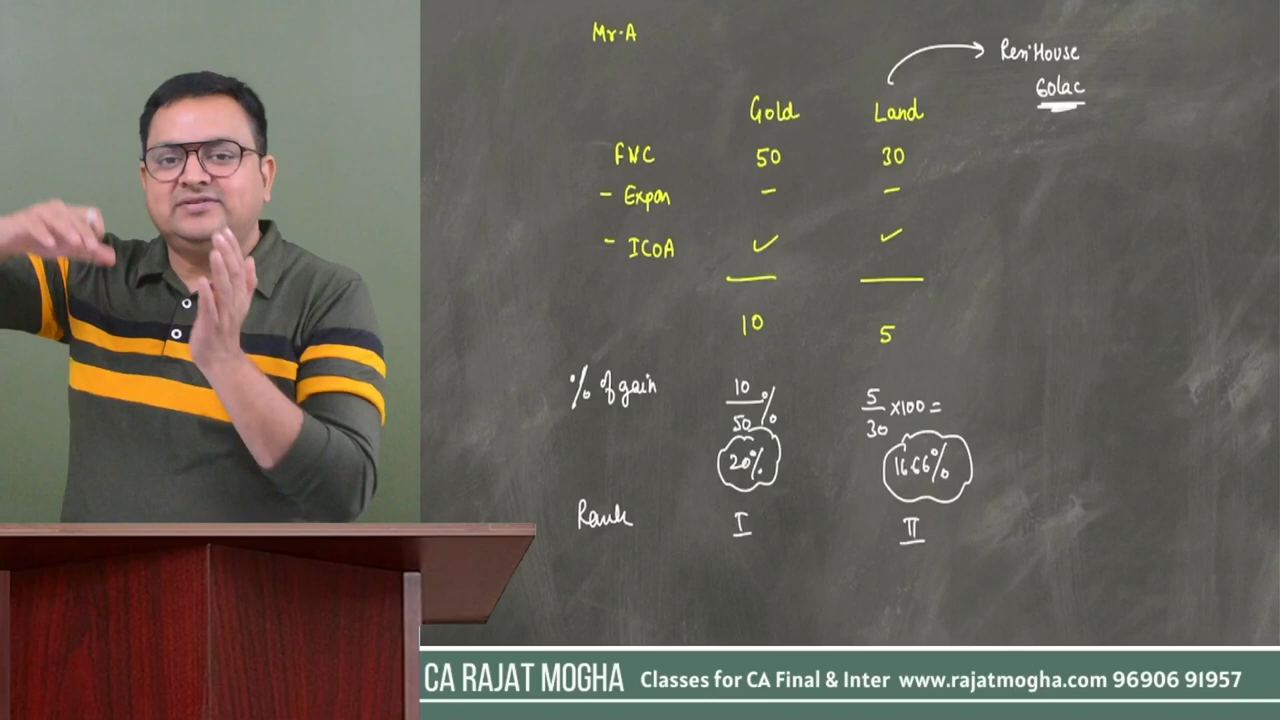 Mr. A
Res' House
60lac
Gold Land
FVC 50 30
- Expen - -
- ICOA ✓ ✓
10 5
% of gain 10/50 % 5/30 ×100 =
20% 16.66%
Rank I II
CA RAJAT MOGHA Classes for CA Final & Inter www.rajatmogha.com 96906 91957